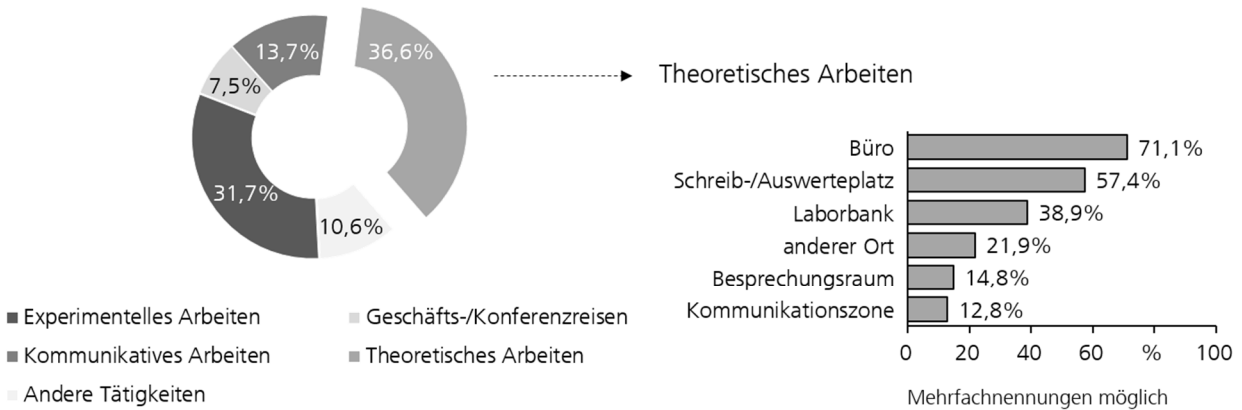 36,6%
13,7%
7,5%
31,7%
10,6%
Experimentelles Arbeiten
Geschäfts-/Konferenzreisen
Kommunikatives Arbeiten
Theoretisches Arbeiten
Andere Tätigkeiten
Theoretisches Arbeiten
Büro 71,1%
Schreib-/Auswerteplatz 57,4%
Laborbank 38,9%
anderer Ort 21,9%
Besprechungsraum 14,8%
Kommunikationszone 12,8%
0 20 40 60 % 100
Mehrfachnennungen möglich